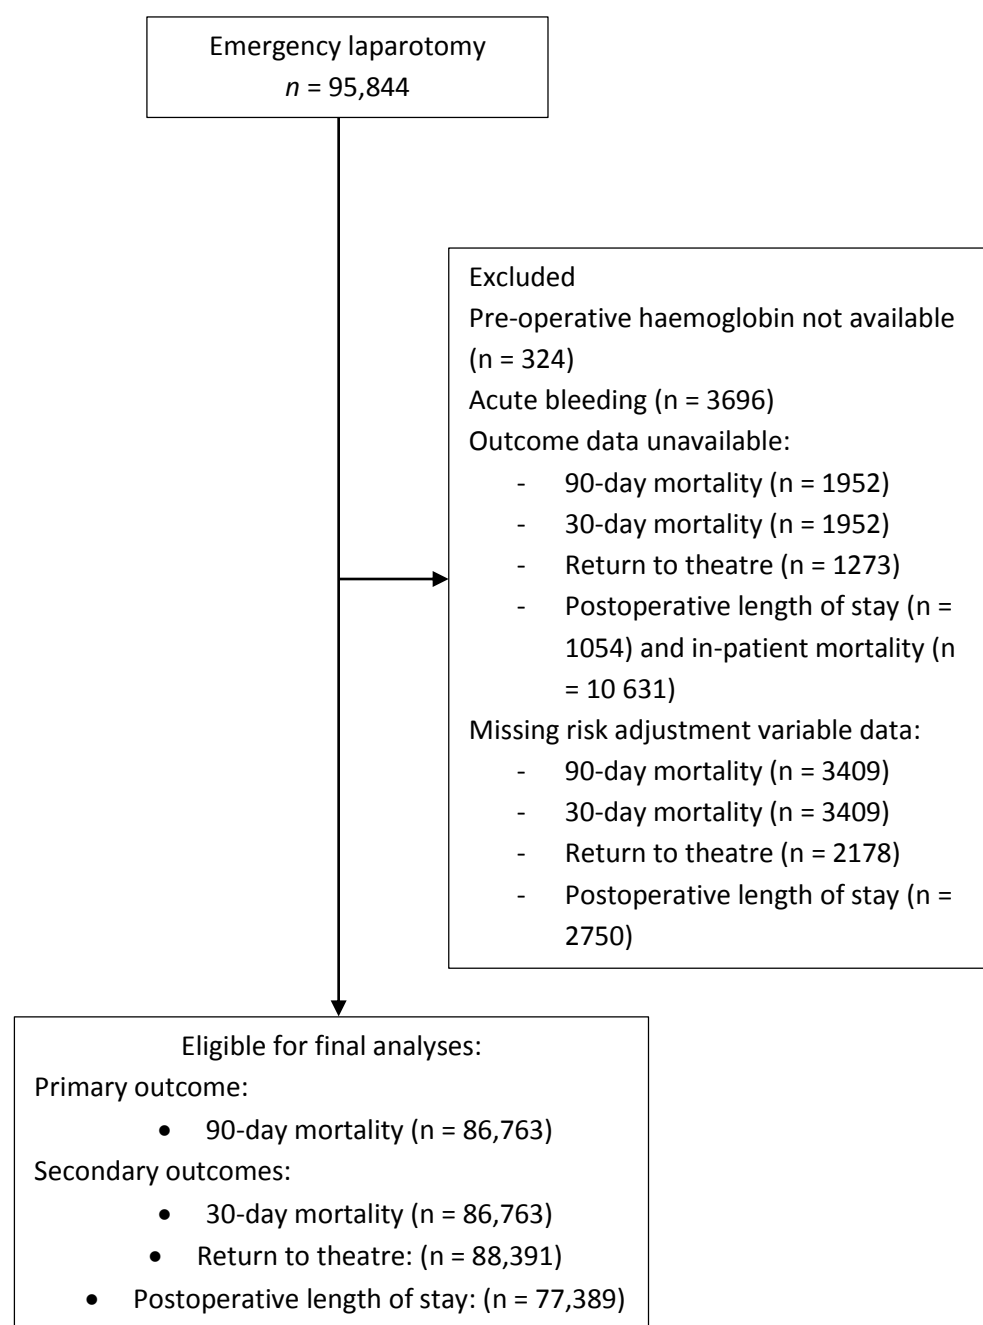 Emergency laparotomy
n = 95,844
Excluded
Pre-operative haemoglobin not available
(n = 324)
Acute bleeding (n = 3696)
Outcome data unavailable:
- 90-day mortality (n = 1952)
- 30-day mortality (n = 1952)
- Return to theatre (n = 1273)
- Postoperative length of stay (n =
1054) and in-patient mortality (n
= 10 631)
Missing risk adjustment variable data:
- 90-day mortality (n = 3409)
- 30-day mortality (n = 3409)
- Return to theatre (n = 2178)
- Postoperative length of stay (n =
2750)
Eligible for final analyses:
Primary outcome:
• 90-day mortality (n = 86,763)
Secondary outcomes:
• 30-day mortality (n = 86,763)
• Return to theatre: (n = 88,391)
• Postoperative length of stay: (n = 77,389)